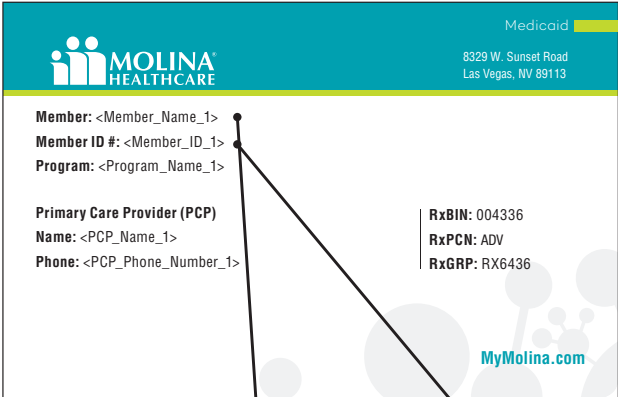 Medicaid
MOLINA®
HEALTHCARE
8329 W. Sunset Road
Las Vegas, NV 89113
Member: <Member_Name_1>
Member ID #: <Member_ID_1>
Program: <Program_Name_1>
Primary Care Provider (PCP)
Name: <PCP_Name_1>
Phone: <PCP_Phone_Number_1>
RxBIN: 004336
RxPCN: ADV
RxGRP: RX6436
MyMolina.com